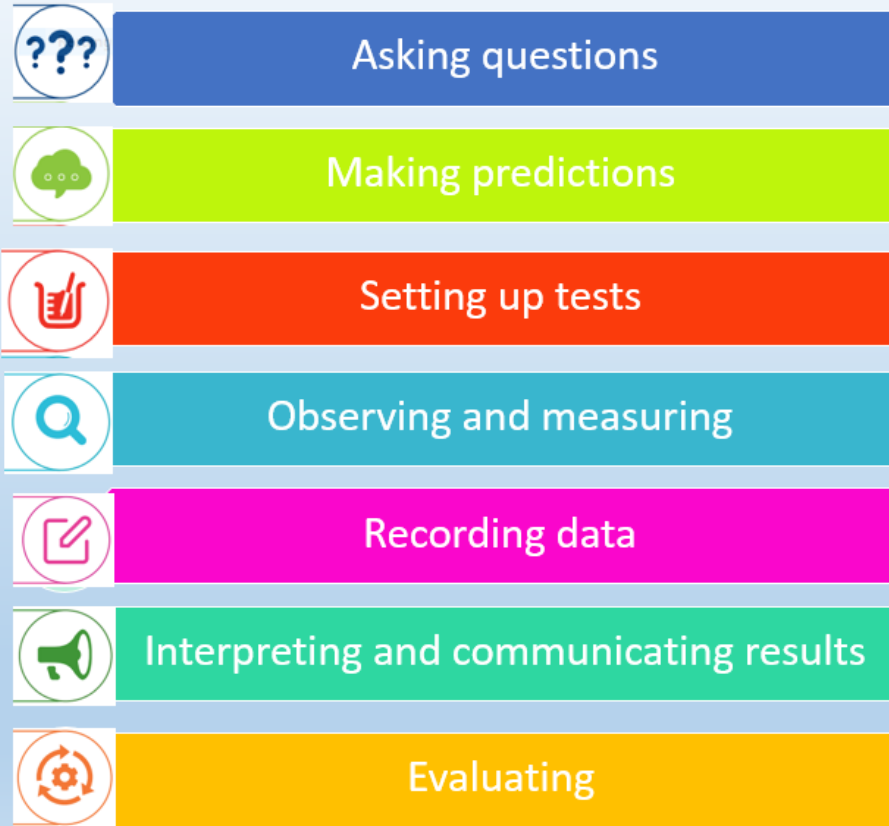 ???
Asking questions
Making predictions
Setting up tests
Observing and measuring
Recording data
Interpreting and communicating results
Evaluating